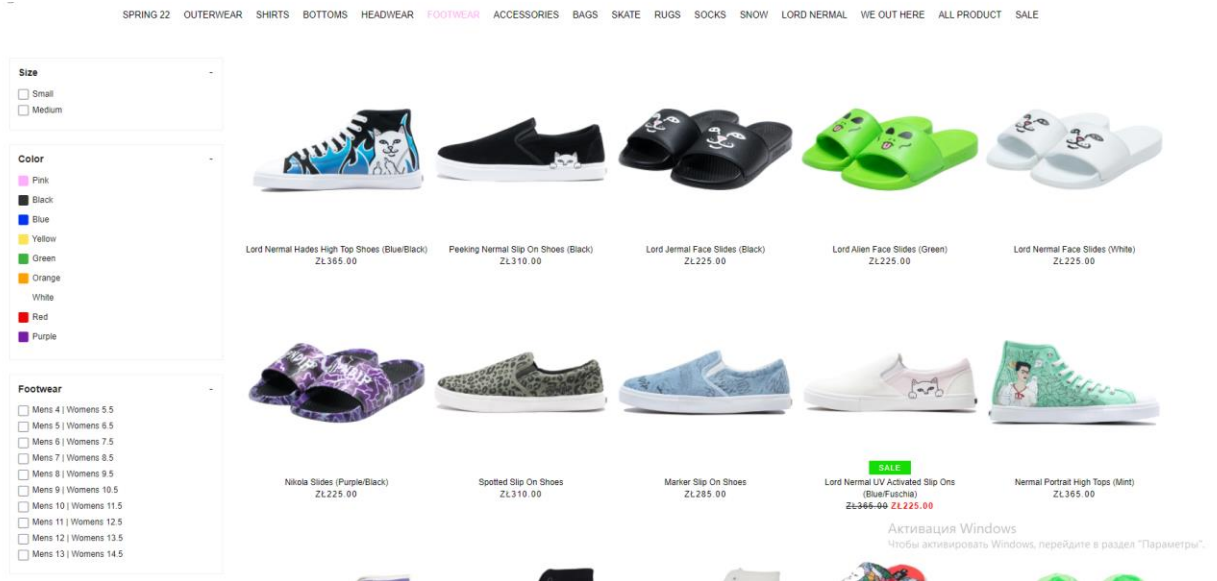 SPRING 22 OUTERWEAR SHIRTS BOTTOMS HEADWEAR FOOTWEAR ACCESSORIES BAGS SKATE RUGS SOCKS SNOW LORD NERMAL WE OUT HERE ALL PRODUCT SALE
Size -
Small
Medium
Color -
Pink
Black
Blue
Yellow
Green
Orange
White
Red
Purple
Footwear -
Mens 4 | Womens 5.5
Mens 5 | Womens 6.5
Mens 6 | Womens 7.5
Mens 7 | Womens 8.5
Mens 8 | Womens 9.5
Mens 9 | Womens 10.5
Mens 10 | Womens 11.5
Mens 11 | Womens 12.5
Mens 12 | Womens 13.5
Mens 13 | Womens 14.5
Lord Nermal Hades High Top Shoes (Blue/Black)
ZŁ365.00
Peeking Nermal Slip On Shoes (Black)
ZŁ310.00
Lord Jermal Face Slides (Black)
ZŁ225.00
Lord Alien Face Slides (Green)
ZŁ225.00
Lord Nermal Face Slides (White)
ZŁ225.00
Nikola Slides (Purple/Black)
ZŁ225.00
Spotted Slip On Shoes
ZŁ310.00
Marker Slip On Shoes
ZŁ285.00
SALE
Lord Nermal UV Activated Slip Ons
(Blue/Fuschia)
ZŁ365.00 ZŁ225.00
Nermal Portrait High Tops (Mint)
ZŁ365.00
Активация Windows
Чтобы активировать Windows, перейдите в раздел "Параметры".